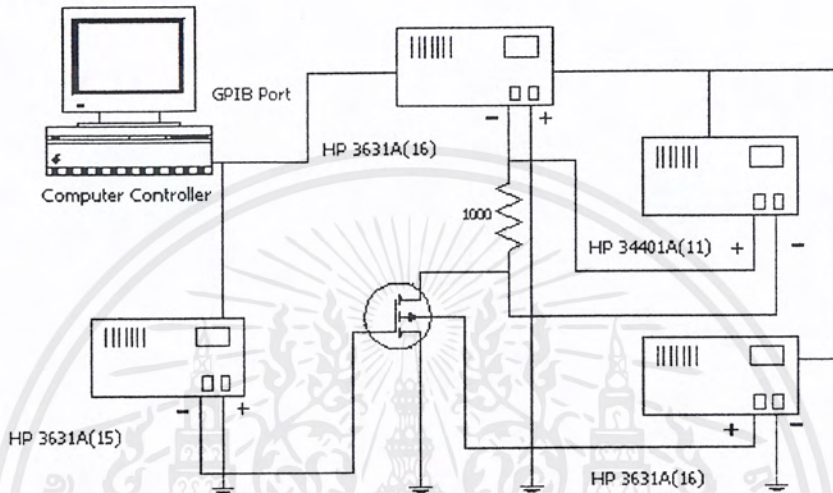 GPIB Port
- +
HP 3631A(16)
Computer Controller
1000
HP 34401A(11) + -
- +
HP 3631A(15)
+ -
HP 3631A(16)